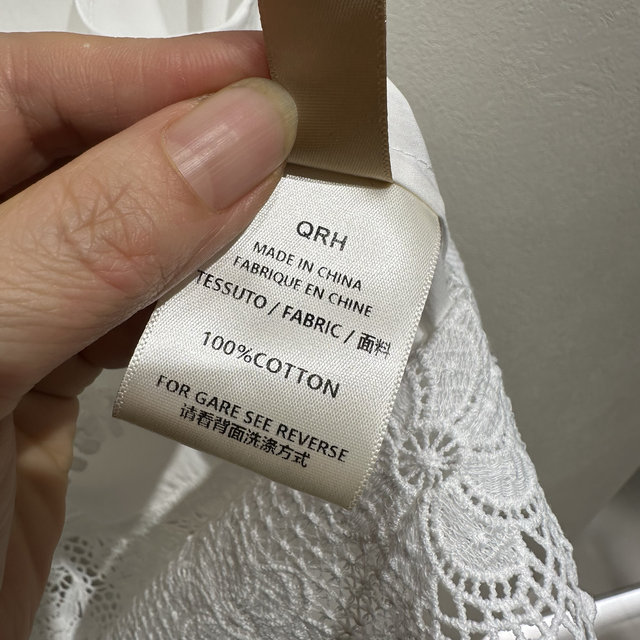 QRH
MADE IN CHINA
FABRIQUE EN CHINE
TESSUTO / FABRIC / 面料
100%COTTON
FOR GARE SEE REVERSE
请看背面洗涤方式